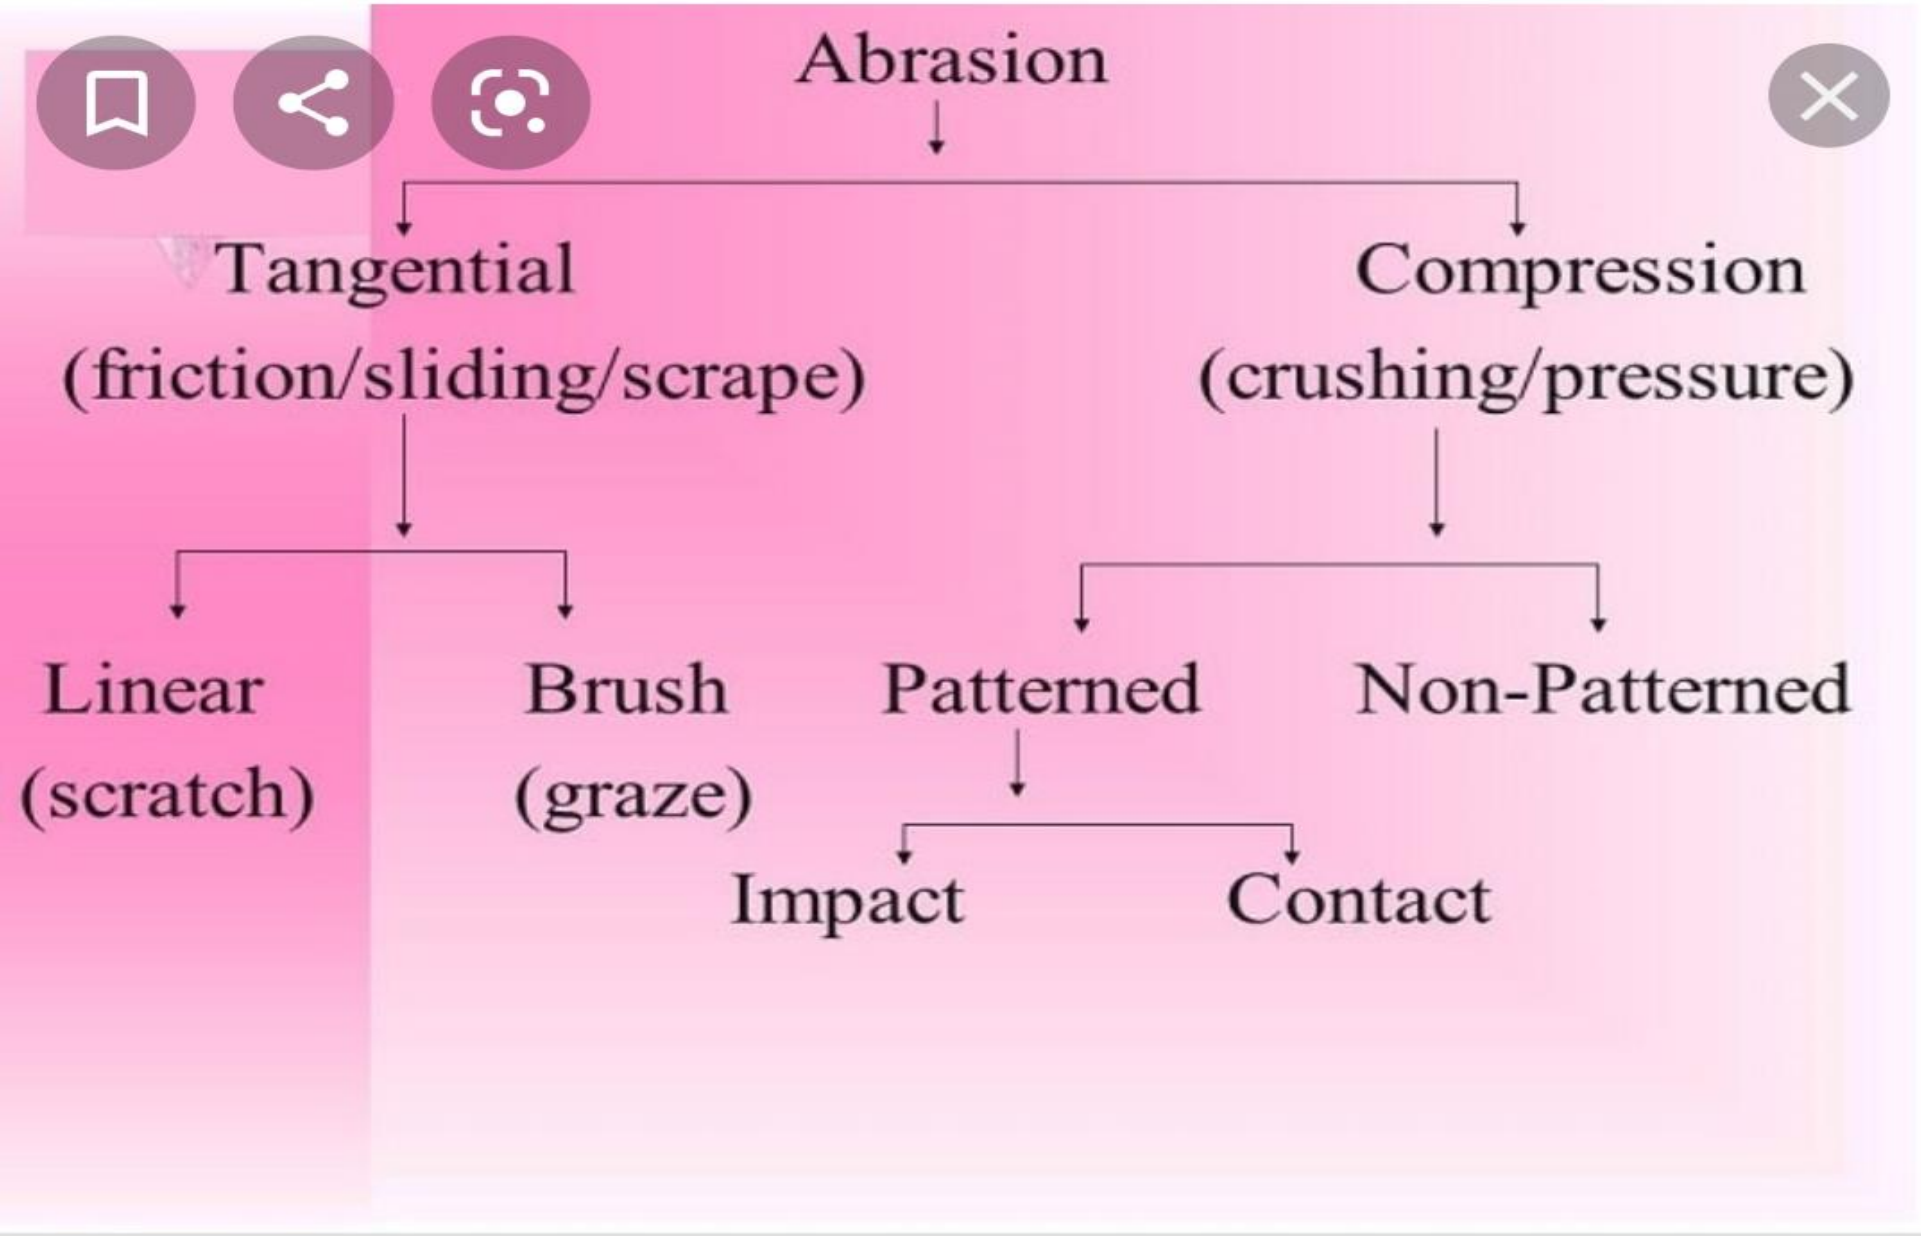 Abrasion
Tangential
Compression
(friction/sliding/scrape)
(crushing/pressure)
Linear
Brush
Patterned
Non-Patterned
(scratch)
(graze)
Impact
Contact